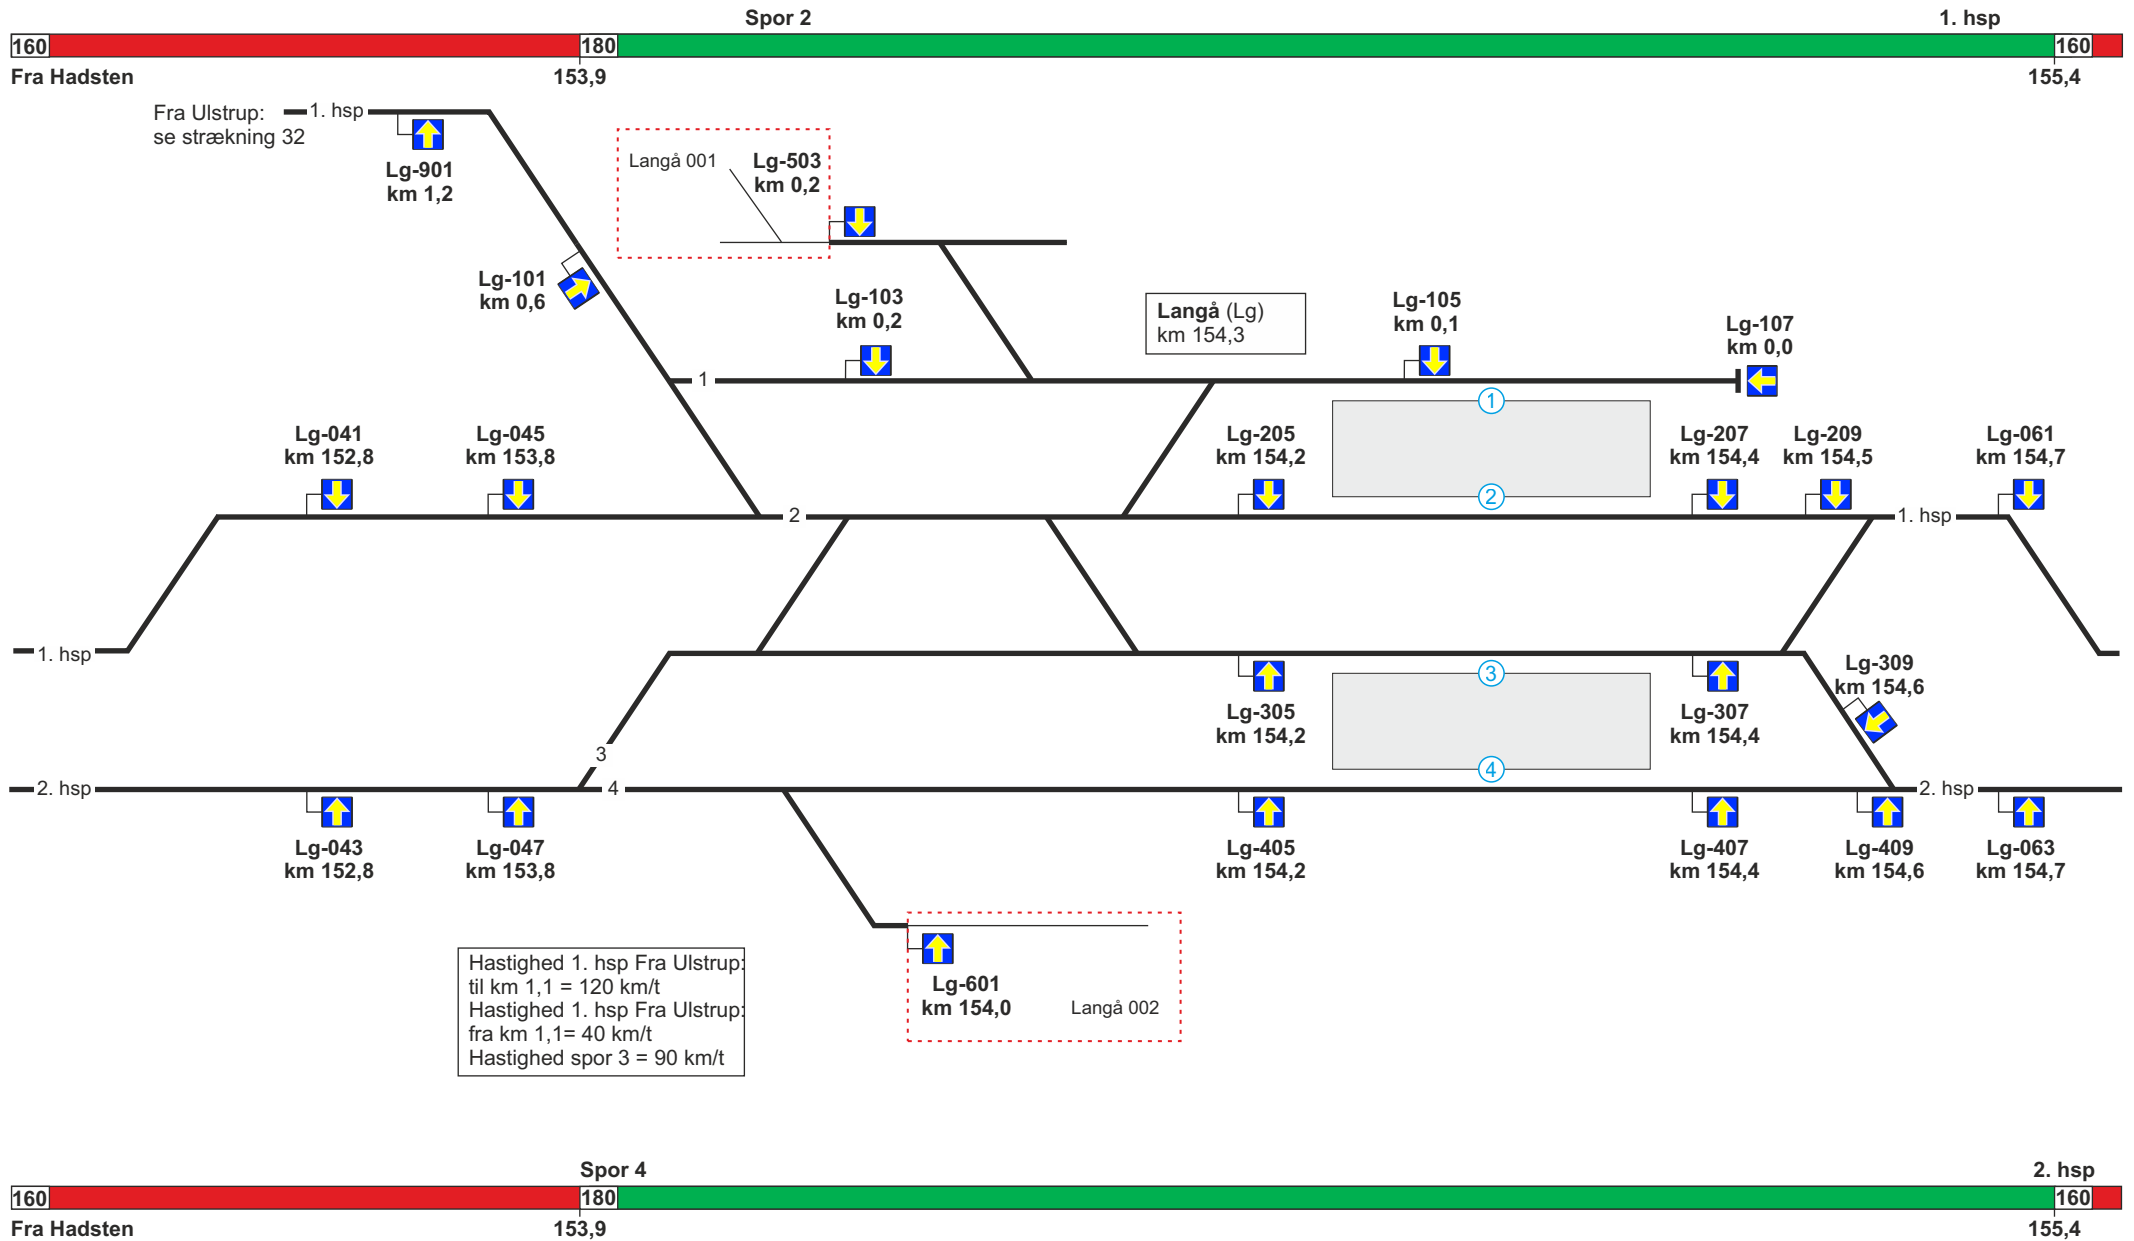 Spor 2
1. hsp
160
180
160
Fra Hadsten
153,9
155,4
Fra Ulstrup:
se strækning 32
1. hsp
Lg-901
km 1,2
Langå 001
Lg-503
km 0,2
Lg-101
km 0,6
Lg-103
km 0,2
Langå (Lg)
km 154,3
Lg-105
km 0,1
Lg-107
km 0,0
1
1
Lg-041
km 152,8
Lg-045
km 153,8
Lg-205
km 154,2
Lg-207
km 154,4
Lg-209
km 154,5
Lg-061
km 154,7
2
2
1. hsp
1. hsp
3
Lg-305
km 154,2
Lg-307
km 154,4
Lg-309
km 154,6
3
4
2. hsp
4
2. hsp
Lg-043
km 152,8
Lg-047
km 153,8
Lg-405
km 154,2
Lg-407
km 154,4
Lg-409
km 154,6
Lg-063
km 154,7
Lg-601
km 154,0
Langå 002
Hastighed 1. hsp Fra Ulstrup:
til km 1,1 = 120 km/t
Hastighed 1. hsp Fra Ulstrup:
fra km 1,1= 40 km/t
Hastighed spor 3 = 90 km/t
Spor 4
2. hsp
160
180
160
Fra Hadsten
153,9
155,4